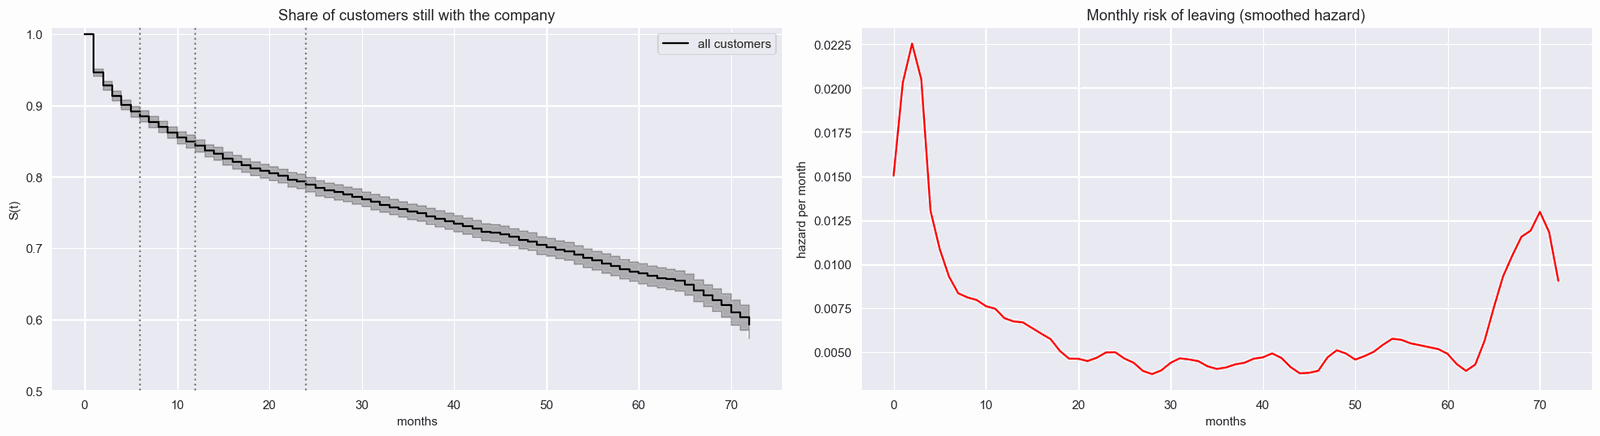 Share of customers still with the company
1.0
0.9
0.8
0.7
0.6
0.5
S(t)
0 10 20 30 40 50 60 70
months
all customers
Monthly risk of leaving (smoothed hazard)
0.0225
0.0200
0.0175
0.0150
0.0125
0.0100
0.0075
0.0050
hazard per month
0 10 20 30 40 50 60 70
months